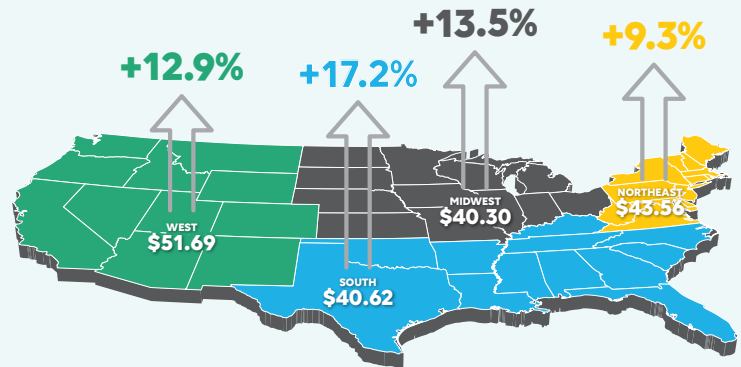 +12.9%
+17.2%
+13.5%
+9.3%
WEST
$51.69
SOUTH
$40.62
MIDWEST
$40.30
NORTHEAST
$43.56